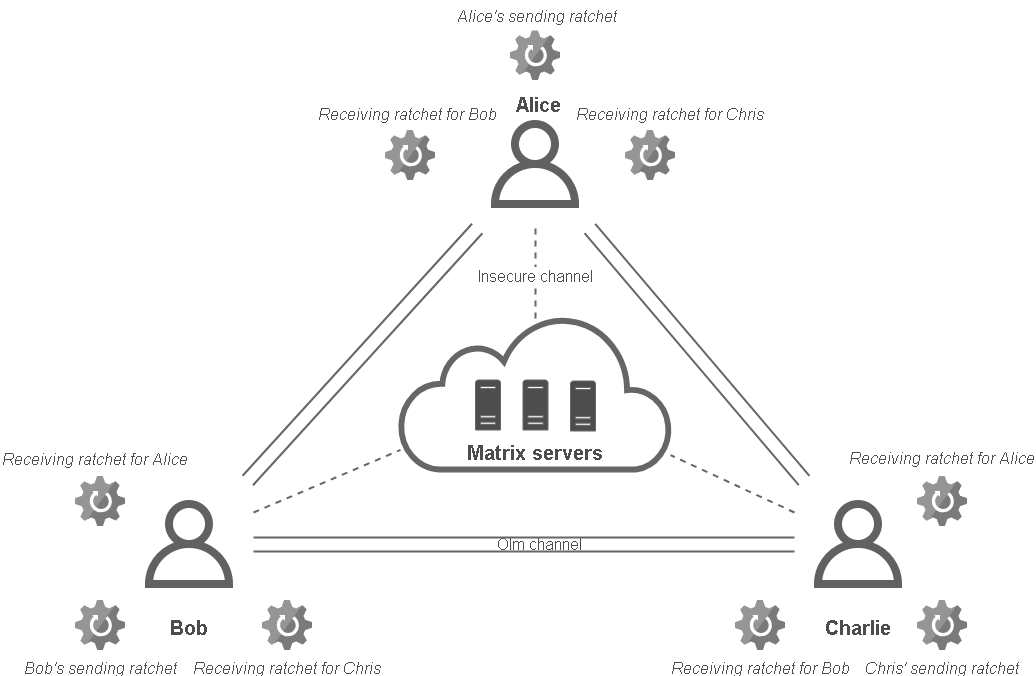 Alice's sending ratchet
Alice
Receiving ratchet for Bob
Receiving ratchet for Chris
Insecure channel
Matrix servers
Receiving ratchet for Alice
Receiving ratchet for Alice
Olm channel
Bob
Charlie
Bob's sending ratchet
Receiving ratchet for Chris
Receiving ratchet for Bob
Chris' sending ratchet